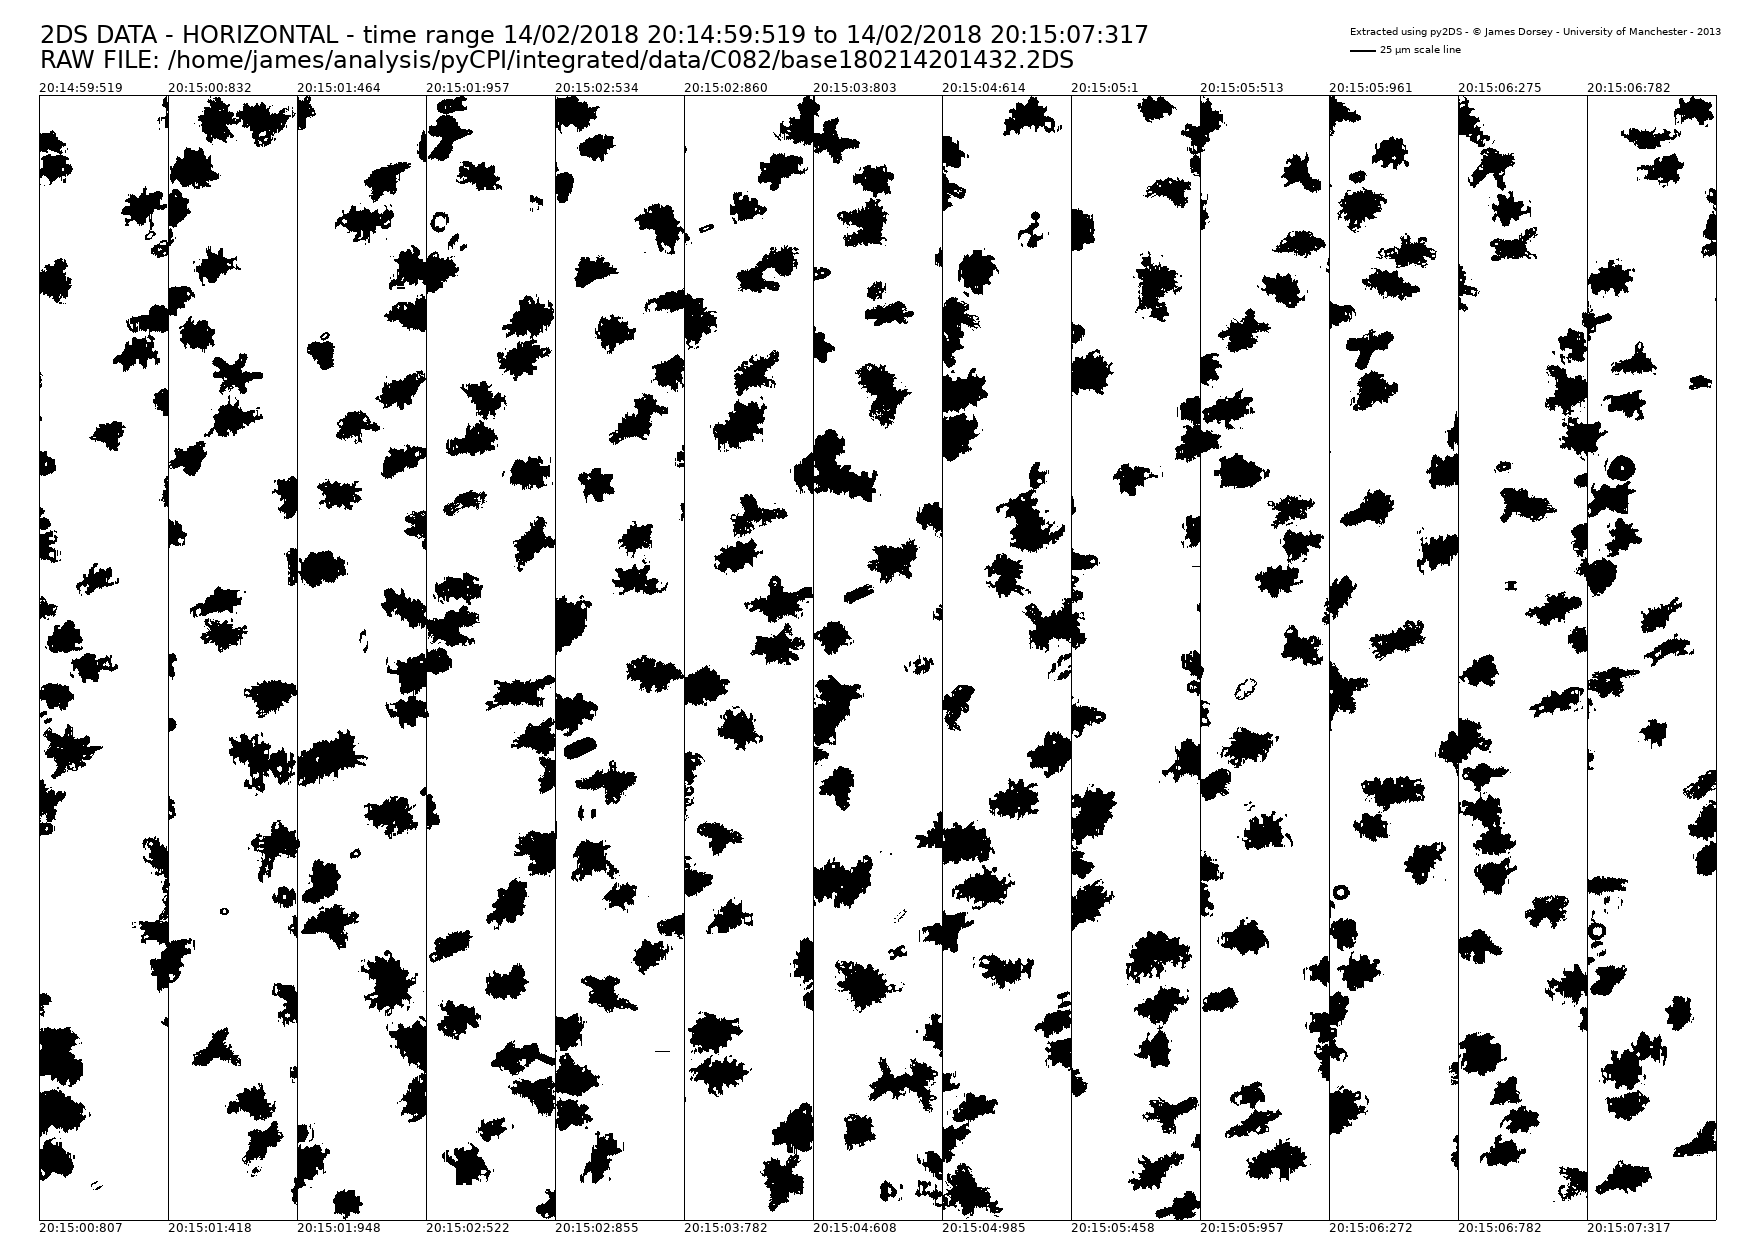 2DS DATA - HORIZONTAL - time range 14/02/2018 20:14:59:519 to 14/02/2018 20:15:07:317
RAW FILE: /home/james/analysis/pyCPI/integrated/data/C082/base180214201432.2DS
Extracted using py2DS - © James Dorsey - University of Manchester - 2013
25 µm scale line
20:14:59:519 20:15:00:832 20:15:01:464 20:15:01:957 20:15:02:534 20:15:02:860 20:15:03:803 20:15:04:614 20:15:05:1 20:15:05:513 20:15:05:961 20:15:06:275 20:15:06:782
20:15:00:807 20:15:01:418 20:15:01:948 20:15:02:522 20:15:02:855 20:15:03:782 20:15:04:608 20:15:04:985 20:15:05:458 20:15:05:957 20:15:06:272 20:15:06:782 20:15:07:317